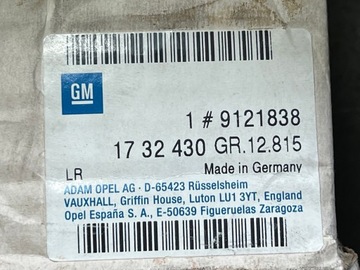 GM
1 # 9121838
17 32 430 GR.12.815
LR Made in Germany
ADAM OPEL AG · D-65423 Rüsselsheim
VAUXHALL, Griffin House, Luton LU1 3YT, England
Opel España S. A., E-50639 Figueruelas Zaragoza